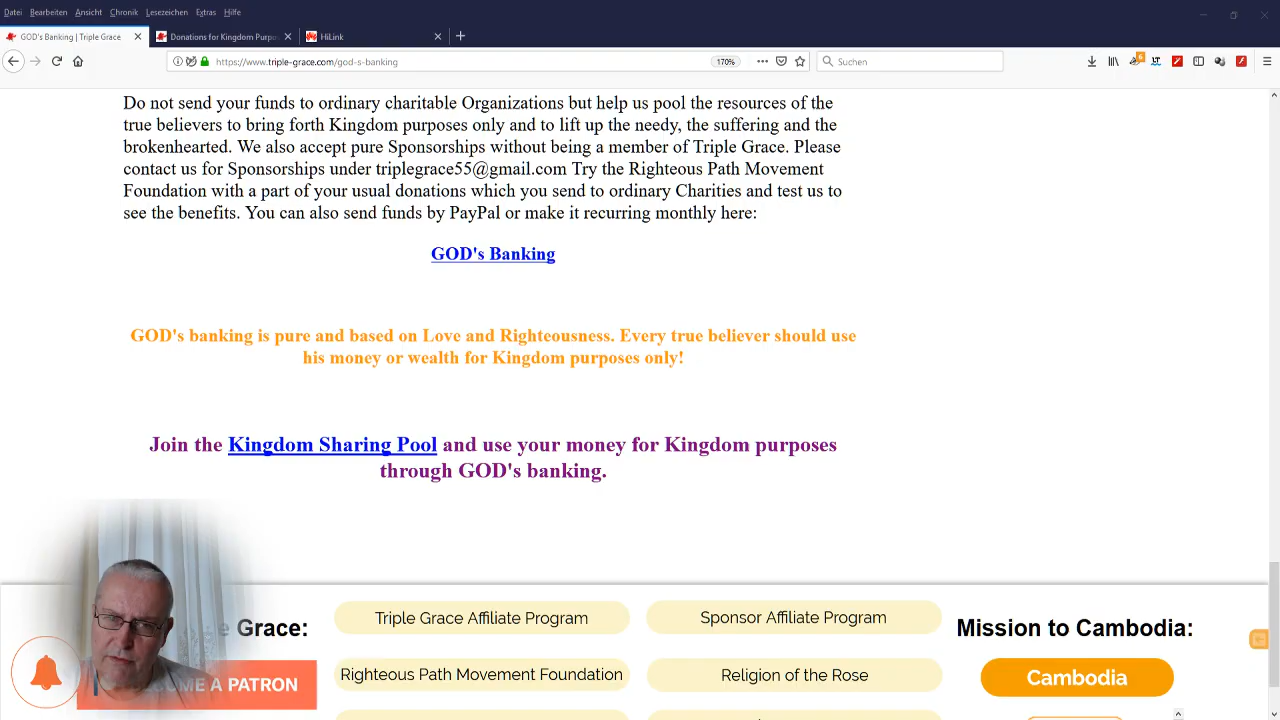 Datei Bearbeiten Ansicht Chronik Lesezeichen Extras Hilfe
GOD's Banking | Triple Grace
Donations for Kingdom Purpo
HiLink
https://www.triple-grace.com/god-s-banking
170%
Suchen
Do not send your funds to ordinary charitable Organizations but help us pool the resources of the
true believers to bring forth Kingdom purposes only and to lift up the needy, the suffering and the
brokenhearted. We also accept pure Sponsorships without being a member of Triple Grace. Please
contact us for Sponsorships under triplegrace55@gmail.com Try the Righteous Path Movement
Foundation with a part of your usual donations which you send to ordinary Charities and test us to
see the benefits. You can also send funds by PayPal or make it recurring monthly here:
GOD's Banking
GOD's banking is pure and based on Love and Righteousness. Every true believer should use
his money or wealth for Kingdom purposes only!
Join the Kingdom Sharing Pool and use your money for Kingdom purposes
through GOD's banking.
Grace:
Triple Grace Affiliate Program
Sponsor Affiliate Program
Mission to Cambodia:
Righteous Path Movement Foundation
Religion of the Rose
Cambodia
A PATRON